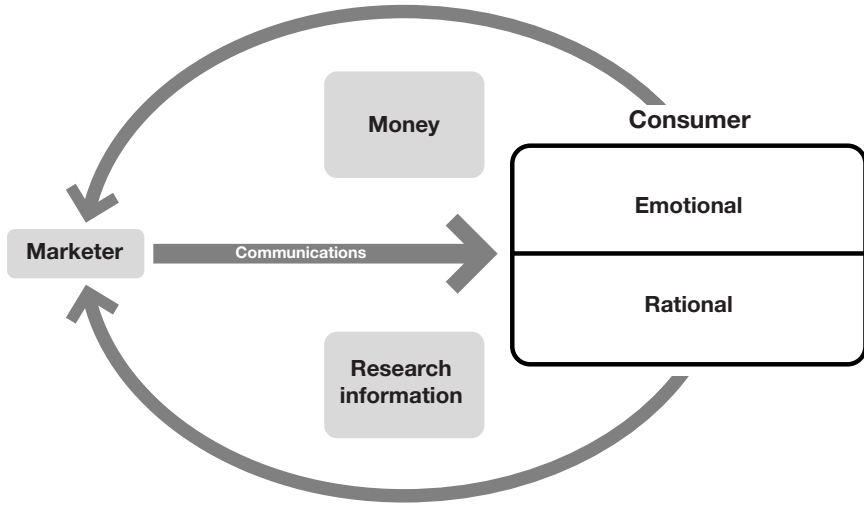 Money
Consumer
Emotional
Marketer
Communications
Rational
Research
information